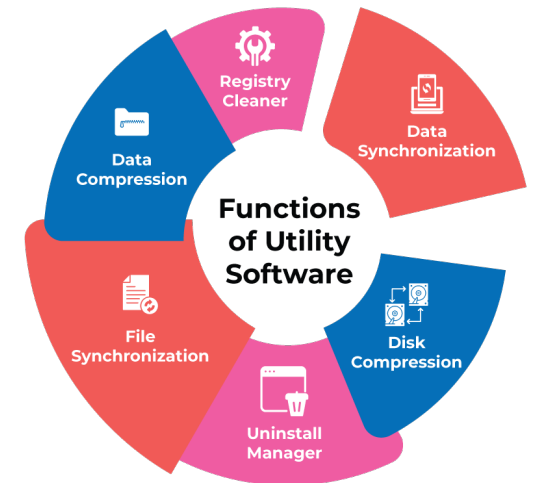 Functions
of Utility
Software
Registry
Cleaner
Data
Synchronization
Disk
Compression
Uninstall
Manager
File
Synchronization
Data
Compression